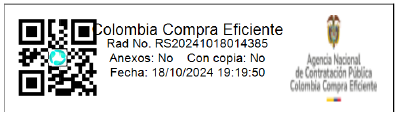 Colombia Compra Eficiente
Rad No. RS20241018014385
Anexos: No Con copia: No
Fecha: 18/10/2024 19:19:50
Agencia Nacional
de Contratación Pública
Colombia Compra Eficiente